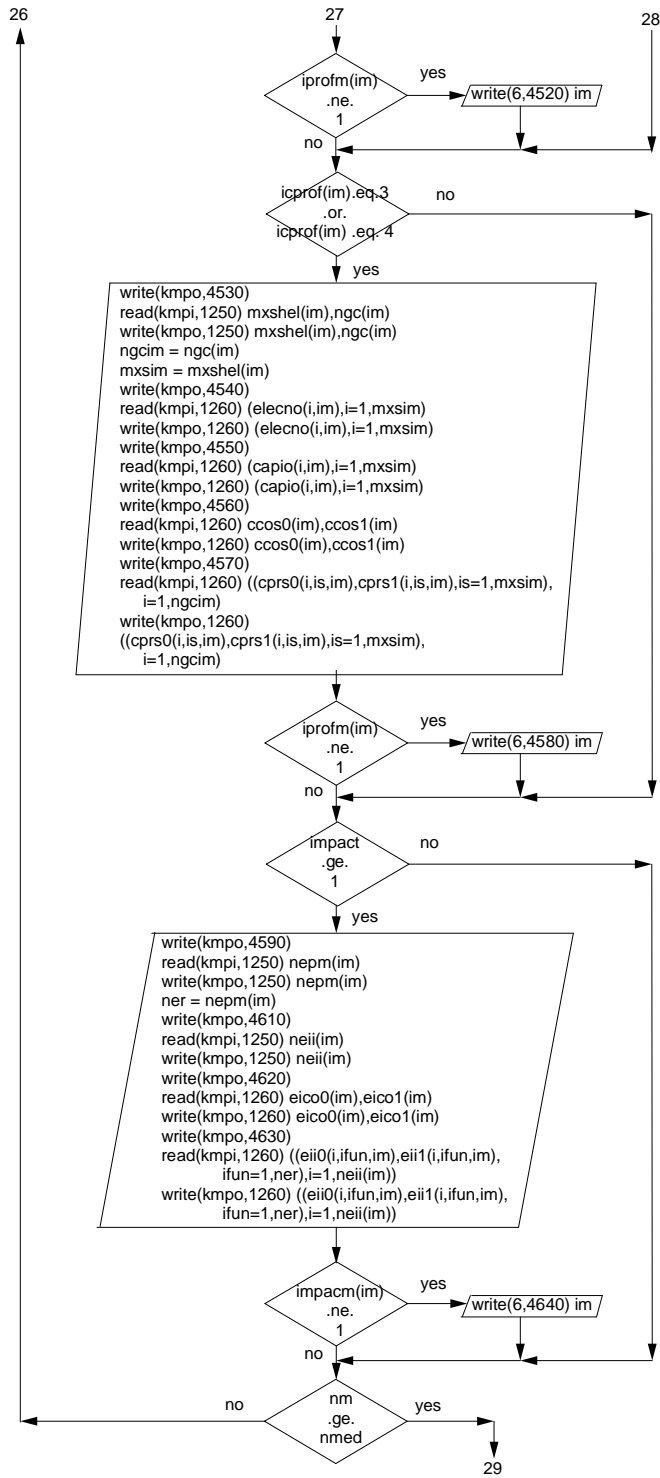 26
27
28
iprofm(im)
.ne.
1
yes
write(6,4520) im
no
icprof(im).eq.3
.or.
icprof(im) .eq. 4
no
yes
write(kmpo,4530)
read(kmpi,1250) mxshel(im),ngc(im)
write(kmpo,1250) mxshel(im),ngc(im)
ngcim = ngc(im)
mxsim = mxshel(im)
write(kmpo,4540)
read(kmpi,1260) (elecno(i,im),i=1,mxsim)
write(kmpo,1260) (elecno(i,im),i=1,mxsim)
write(kmpo,4550)
read(kmpi,1260) (capio(i,im),i=1,mxsim)
write(kmpo,1260) (capio(i,im),i=1,mxsim)
write(kmpo,4560)
read(kmpi,1260) ccos0(im),ccos1(im)
write(kmpo,1260) ccos0(im),ccos1(im)
write(kmpo,4570)
read(kmpi,1260) ((cprs0(i,is,im),cprs1(i,is,im),is=1,mxsim),
i=1,ngcim)
write(kmpo,1260)
((cprs0(i,is,im),cprs1(i,is,im),is=1,mxsim),
i=1,ngcim)
iprofm(im)
.ne.
1
yes
write(6,4580) im
no
impact
.ge.
1
no
yes
write(kmpo,4590)
read(kmpi,1250) nepm(im)
write(kmpo,1250) nepm(im)
ner = nepm(im)
write(kmpo,4610)
read(kmpi,1250) neii(im)
write(kmpo,1250) neii(im)
write(kmpo,4620)
read(kmpi,1260) eico0(im),eico1(im)
write(kmpo,1260) eico0(im),eico1(im)
write(kmpo,4630)
read(kmpi,1260) ((eii0(i,ifun,im),eii1(i,ifun,im),
ifun=1,ner),i=1,neii(im))
write(kmpo,1260) ((eii0(i,ifun,im),eii1(i,ifun,im),
ifun=1,ner),i=1,neii(im))
impacm(im)
.ne.
1
yes
write(6,4640) im
no
nm
.ge.
nmed
no
yes
29